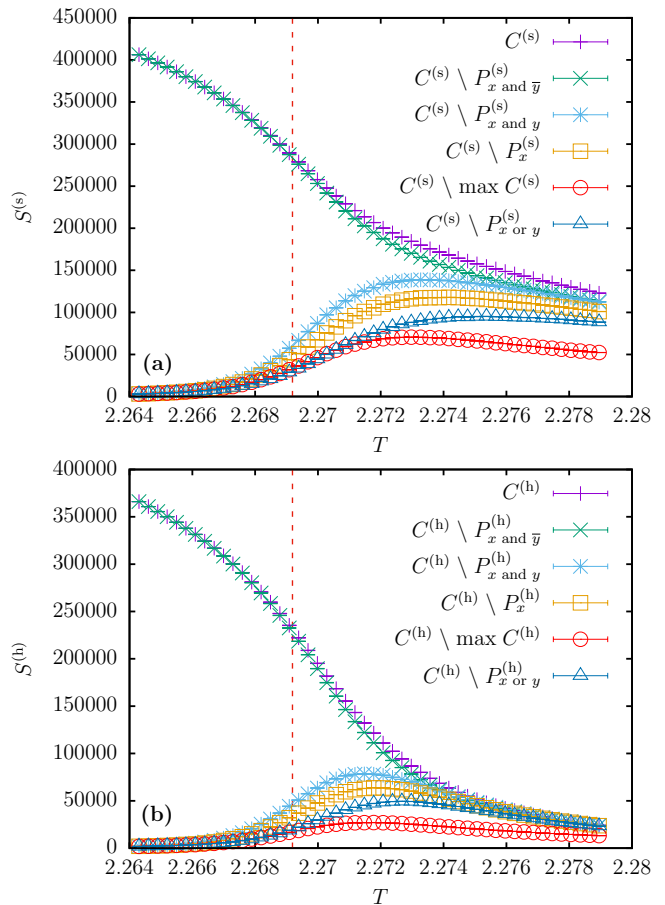 450000
400000
350000
300000
250000
200000
150000
100000
50000
0
S^(s)
C^(s)
C^(s) \ P^(s)_x and y̅
C^(s) \ P^(s)_x and y
C^(s) \ P^(s)_x
C^(s) \ max C^(s)
C^(s) \ P^(s)_x or y
(a)
2.264 2.266 2.268 2.27 2.272 2.274 2.276 2.278 2.28
T
400000
350000
300000
250000
200000
150000
100000
50000
0
S^(h)
C^(h)
C^(h) \ P^(h)_x and y̅
C^(h) \ P^(h)_x and y
C^(h) \ P^(h)_x
C^(h) \ max C^(h)
C^(h) \ P^(h)_x or y
(b)
2.264 2.266 2.268 2.27 2.272 2.274 2.276 2.278 2.28
T